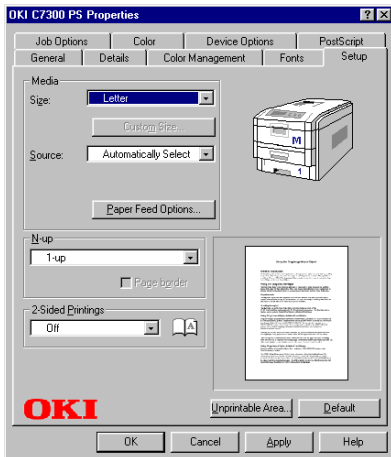 OKI C7300 PS Properties
Job Options Color Device Options PostScript
General Details Color Management Fonts Setup
Media
Size: Letter
Custom Size...
Source: Automatically Select
Paper Feed Options...
M
1
N-up
1-up
Page border
2-Sided Printings
Off
A
OKI
Unprintable Area... Default
OK Cancel Apply Help